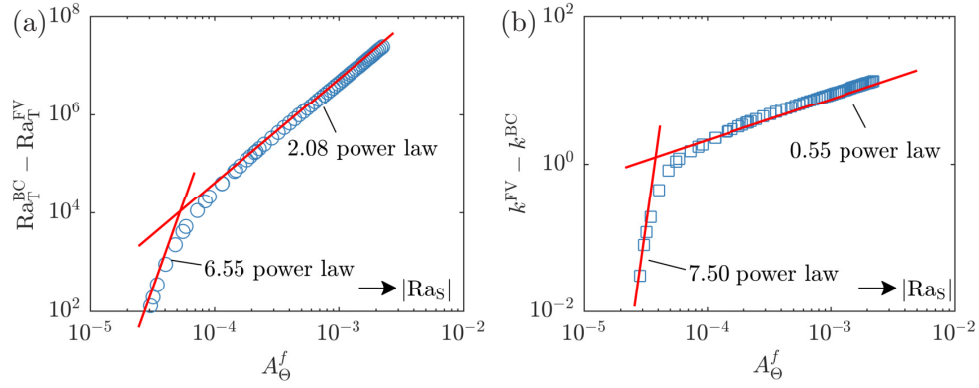 (a)
10^8
10^6
10^4
10^2
Ra_T^BC − Ra_T^FV
2.08 power law
6.55 power law
→ |Ra_S|
10^-5
10^-4
10^-3
10^-2
A_Θ^f
(b)
10^2
10^0
10^-2
k^FV − k^BC
0.55 power law
7.50 power law
→ |Ra_S|
10^-5
10^-4
10^-3
10^-2
A_Θ^f